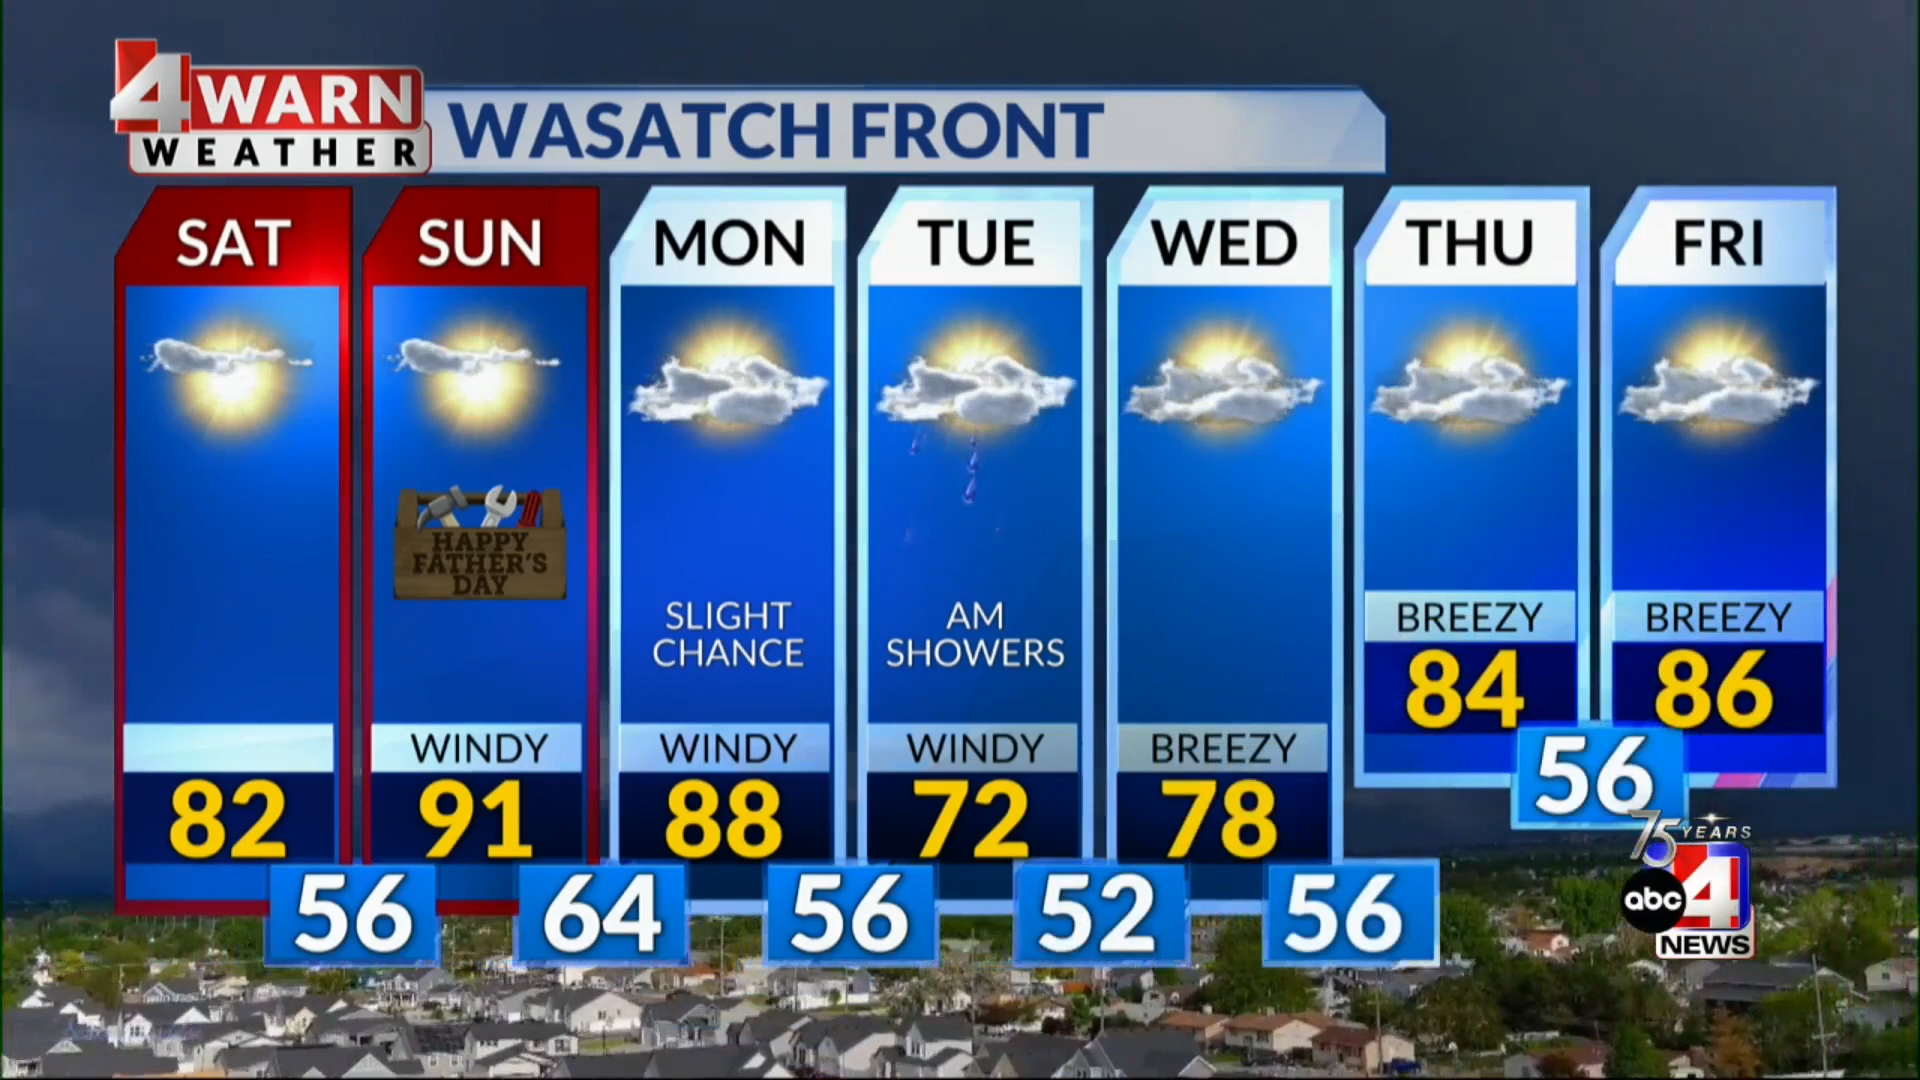 4WARN
WEATHER
WASATCH FRONT
SAT
SUN
MON
TUE
WED
THU
FRI
HAPPY
FATHER'S
DAY
SLIGHT
CHANCE
AM
SHOWERS
BREEZY
BREEZY
84
86
WINDY
WINDY
WINDY
BREEZY
56
82
91
88
72
78
56
64
56
52
56
75 YEARS
abc 4
NEWS